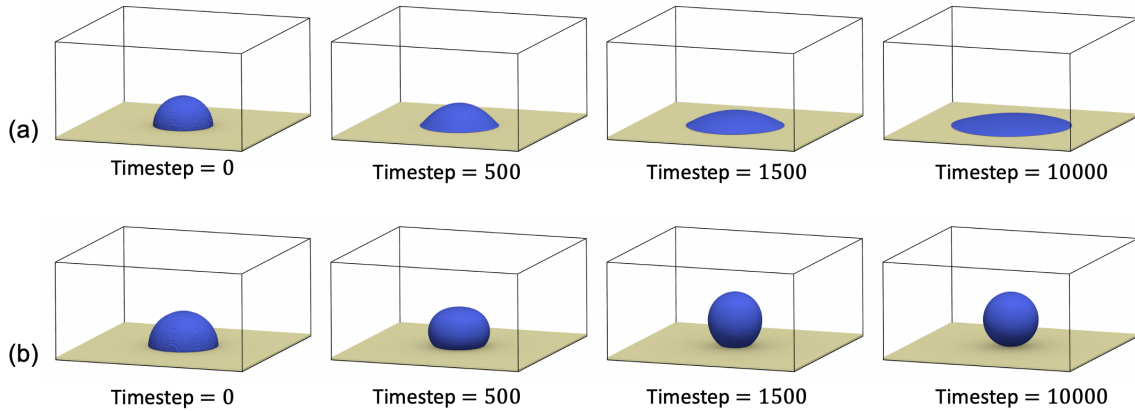 (a)
Timestep = 0
Timestep = 500
Timestep = 1500
Timestep = 10000
(b)
Timestep = 0
Timestep = 500
Timestep = 1500
Timestep = 10000